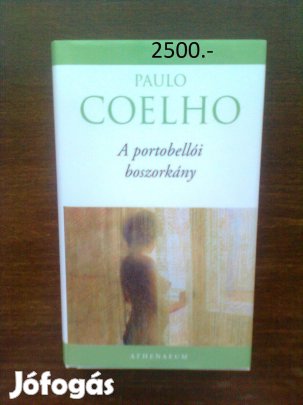 2500.-
PAULO
COELHO
A portobellói
boszorkány
ATHENAEUM
Jófogás